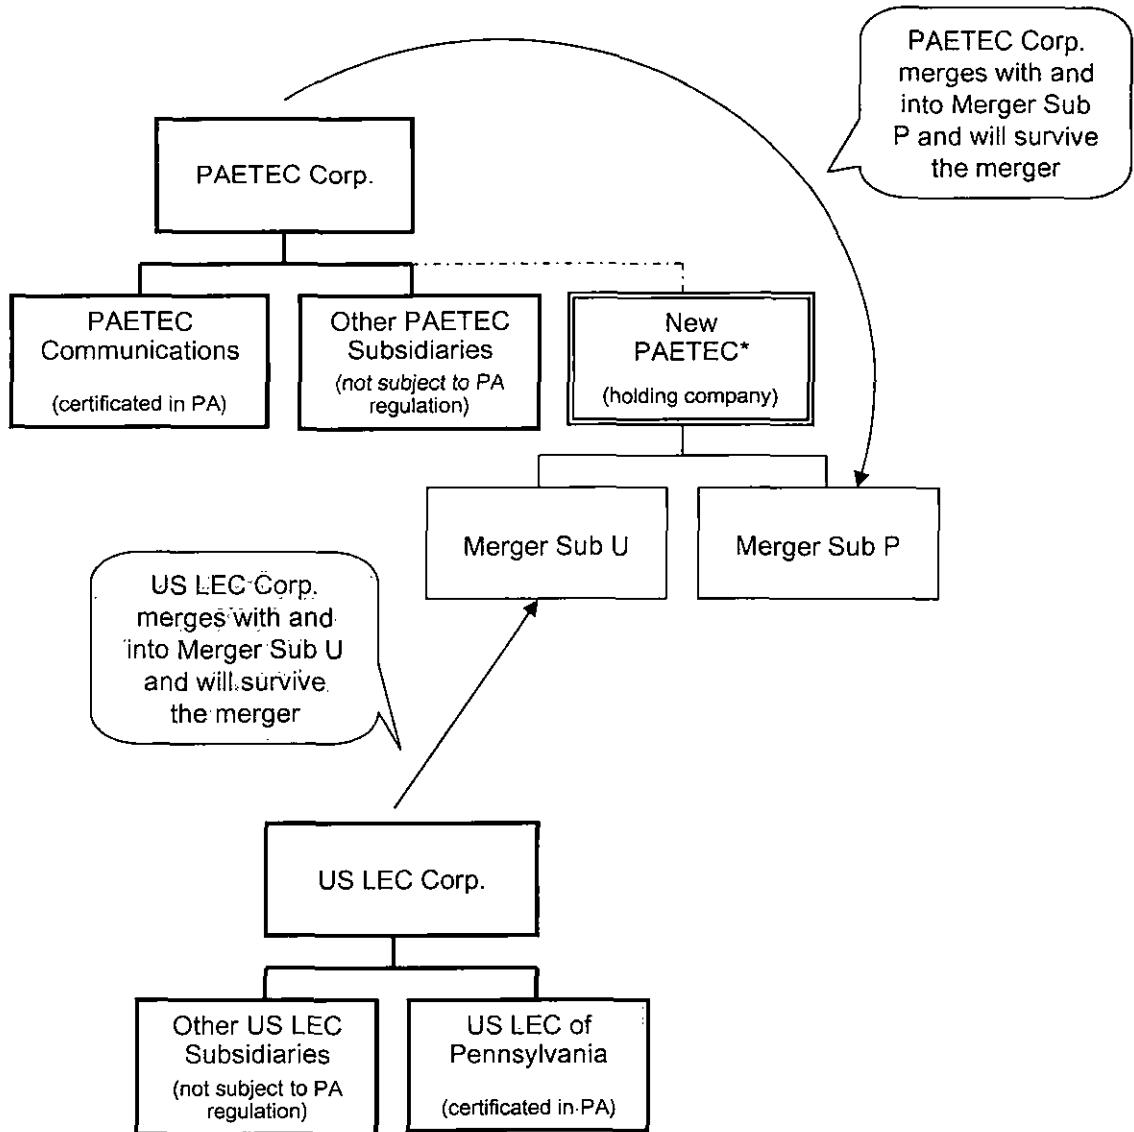 PAETEC Corp.
merges with and
into Merger Sub
P and will survive
the merger
PAETEC Corp.
PAETEC
Communications
(certificated in PA)
Other PAETEC
Subsidiaries
(not subject to PA
regulation)
New
PAETEC*
(holding company)
Merger Sub U
Merger Sub P
US LEC Corp.
merges with and
into Merger Sub U
and will survive
the merger
US LEC Corp.
Other US LEC
Subsidiaries
(not subject to PA
regulation)
US LEC of
Pennsylvania
(certificated in PA)